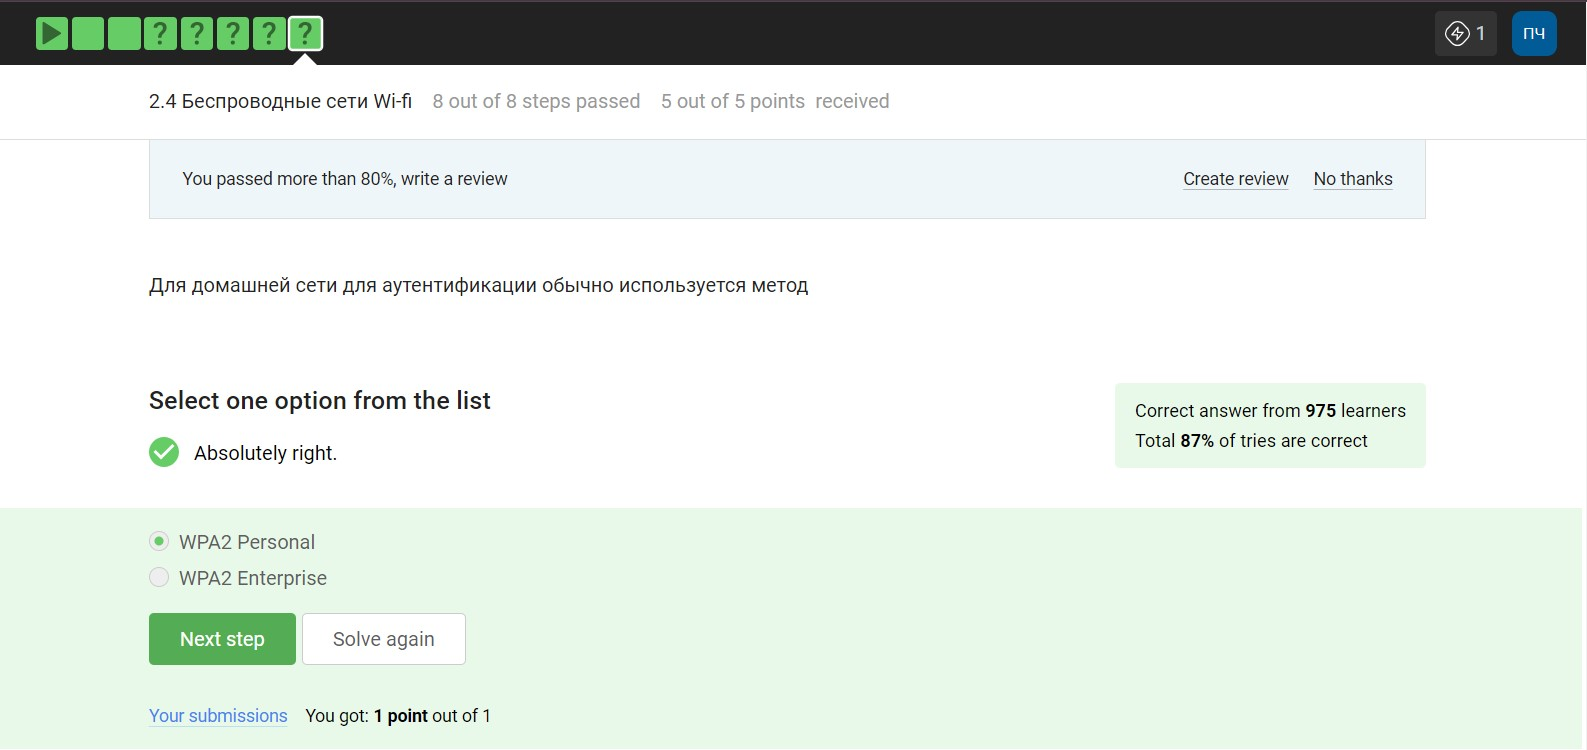 ? ? ? ? ?
1
ПЧ
2.4 Беспроводные сети Wi-fi 8 out of 8 steps passed 5 out of 5 points received
You passed more than 80%, write a review Create review No thanks
Для домашней сети для аутентификации обычно используется метод
Select one option from the list
Absolutely right.
Correct answer from 975 learners
Total 87% of tries are correct
WPA2 Personal
WPA2 Enterprise
Next step Solve again
Your submissions You got: 1 point out of 1